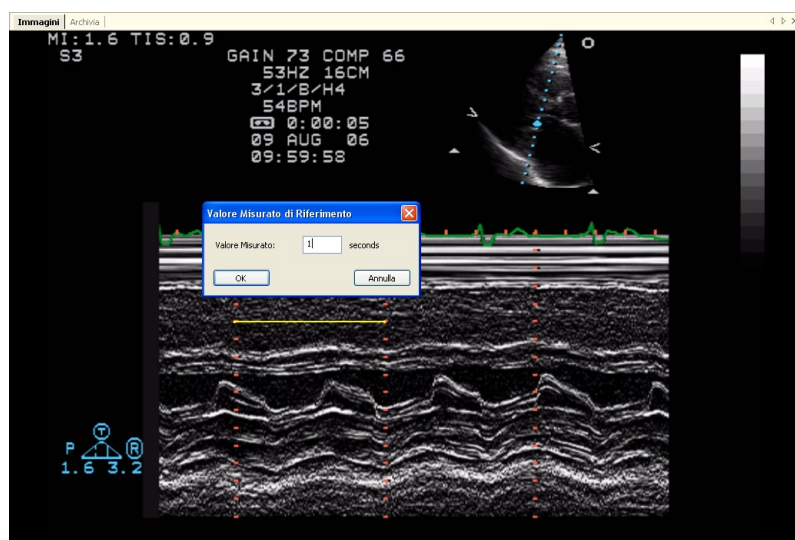 Immagini Archivia
MI:1.6 TIS:0.9
S3
GAIN 73 COMP 66
53HZ 16CM
3/1/B/H4
54BPM
0:00:05
09 AUG 06
09:59:58
Valore Misurato di Riferimento
Valore Misurato: 1 seconds
OK Annulla
T
P R
1.6 3.2